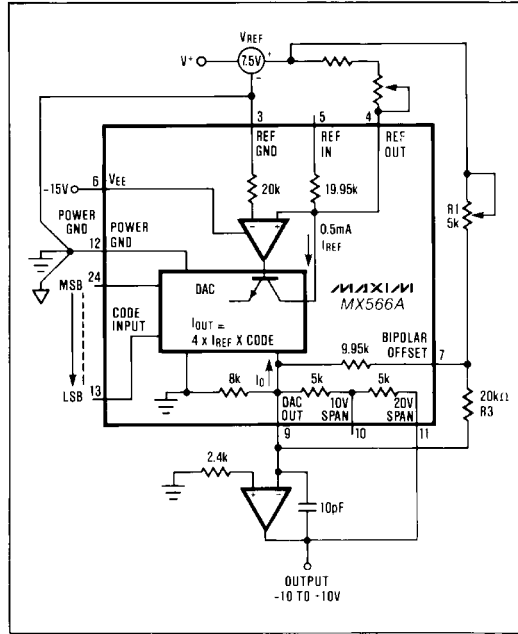 VREF
V+
7.5V
+
-
3
5
4
REF GND
REF IN
REF OUT
-15V
6
VEE
20k
19.95k
POWER GND
12
POWER GND
0.5mA
IREF
R1
5k
MAXIM
MX566A
MSB
24
DAC
CODE INPUT
IOUT =
4 x IREF x CODE
BIPOLAR OFFSET
7
9.95k
LSB
13
8k
IO
5k
5k
DAC OUT
10V SPAN
20V SPAN
20kΩ
R3
9
10
11
2.4k
+
-
10pF
OUTPUT
-10 TO -10V